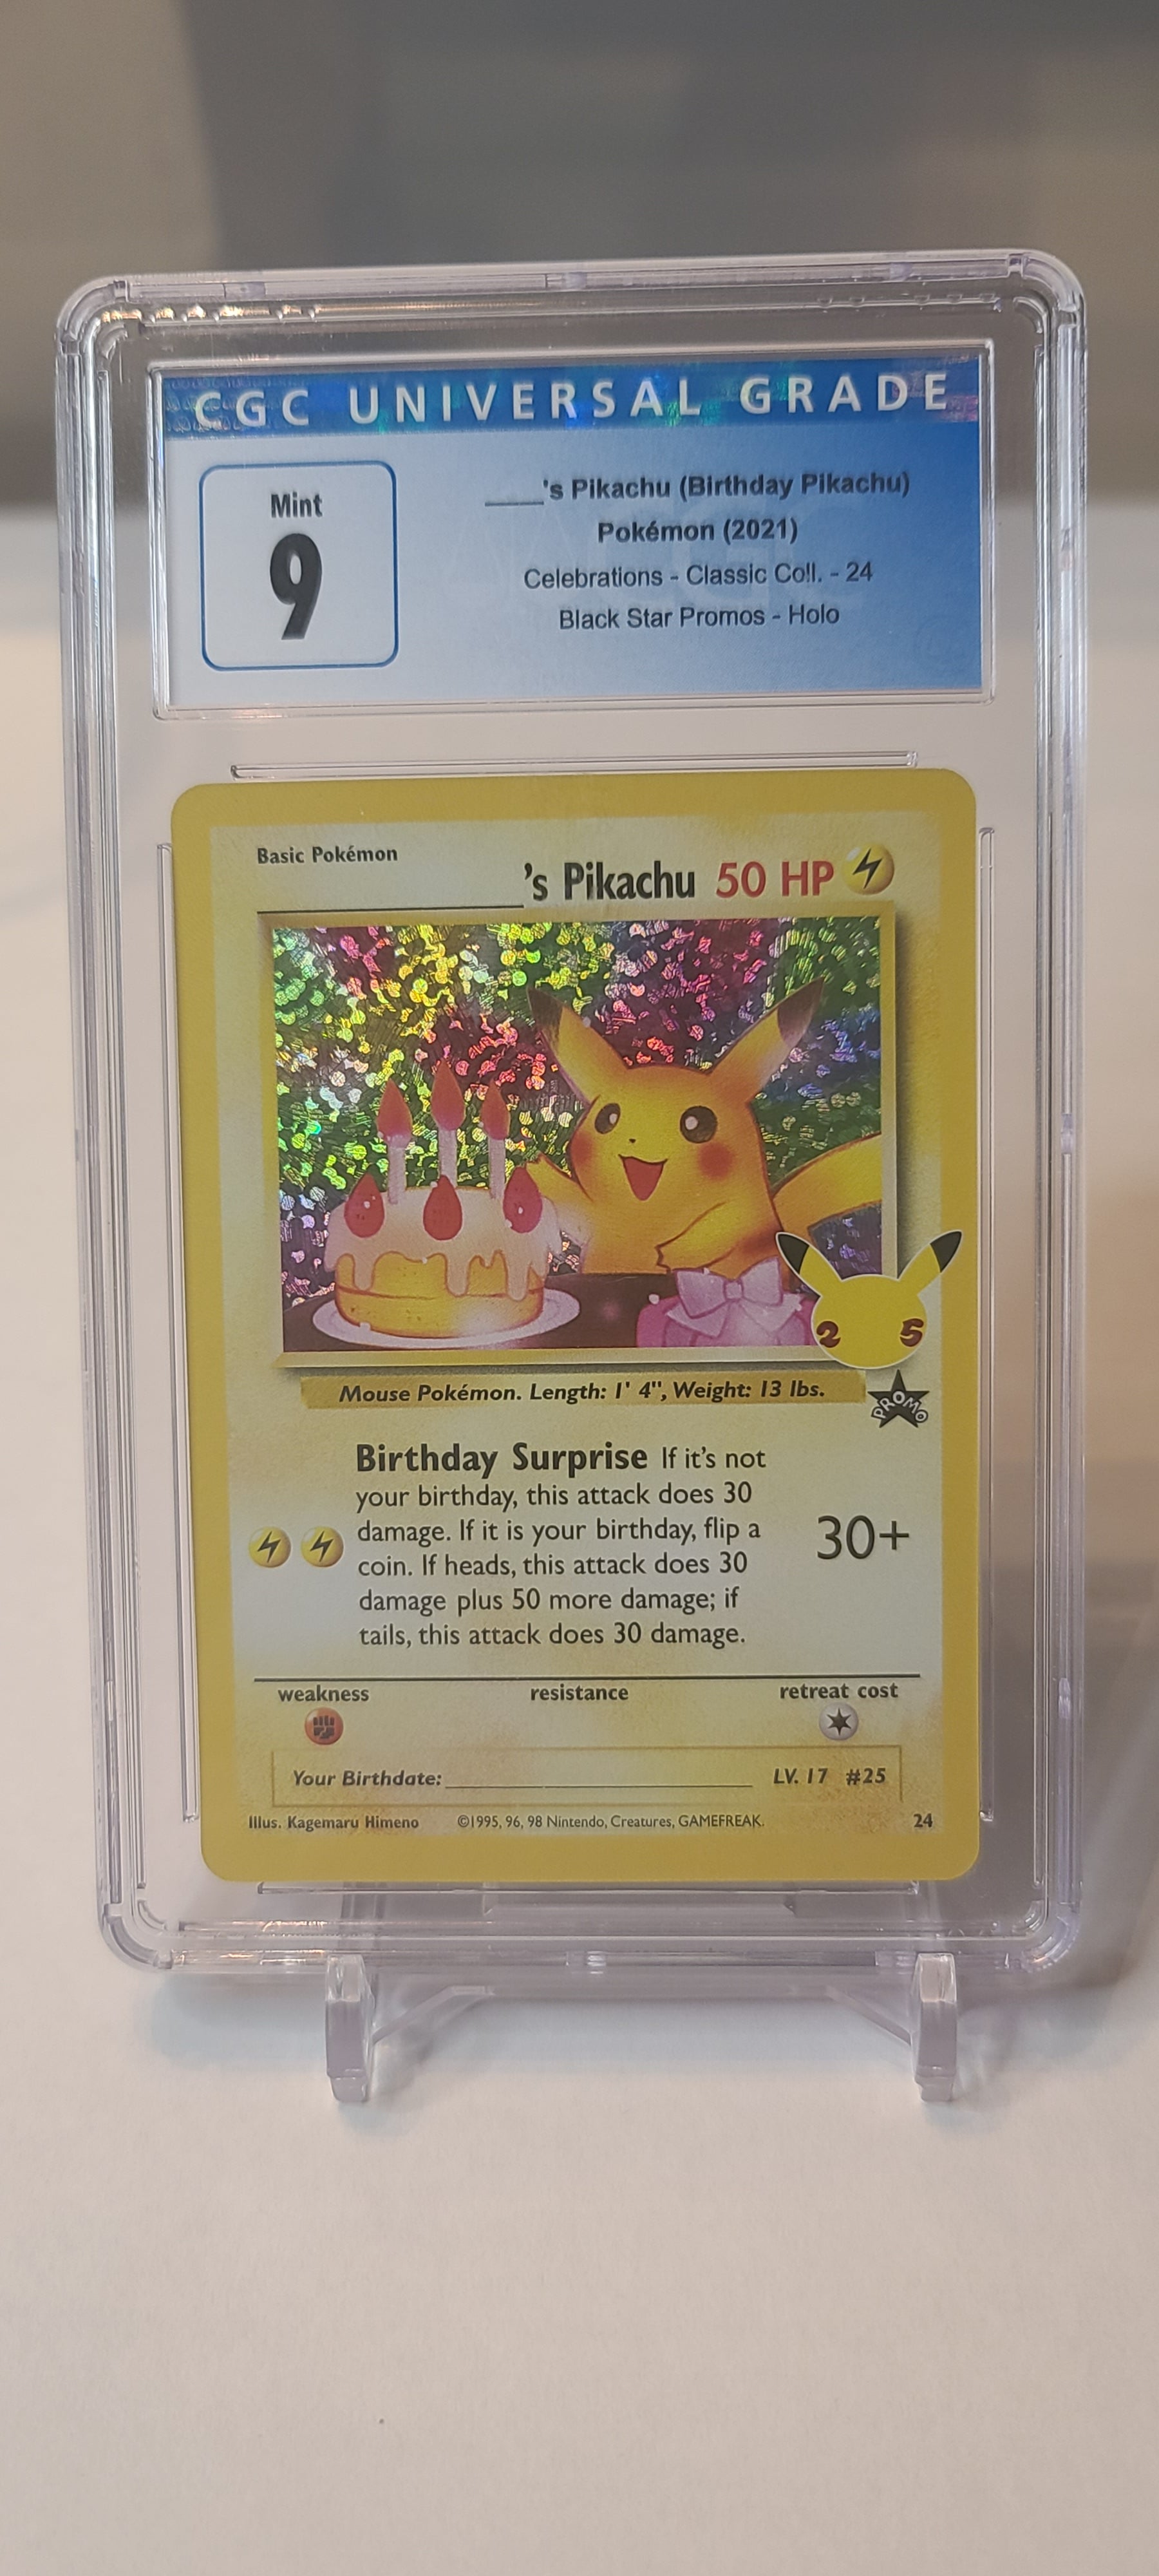 CGC UNIVERSAL GRADE
Mint
9
____'s Pikachu (Birthday Pikachu)
Pokémon (2021)
Celebrations - Classic Coll. - 24
Black Star Promos - Holo
Basic Pokémon
____________'s Pikachu 50 HP
25
Mouse Pokémon. Length: 1' 4", Weight: 13 lbs.
PROMO
Birthday Surprise If it's not
your birthday, this attack does 30
damage. If it is your birthday, flip a
coin. If heads, this attack does 30
damage plus 50 more damage; if
tails, this attack does 30 damage.
30+
weakness resistance retreat cost
Your Birthdate:____________________ LV. 17 #25
Illus. Kagemaru Himeno ©1995, 96, 98 Nintendo, Creatures, GAMEFREAK. 24